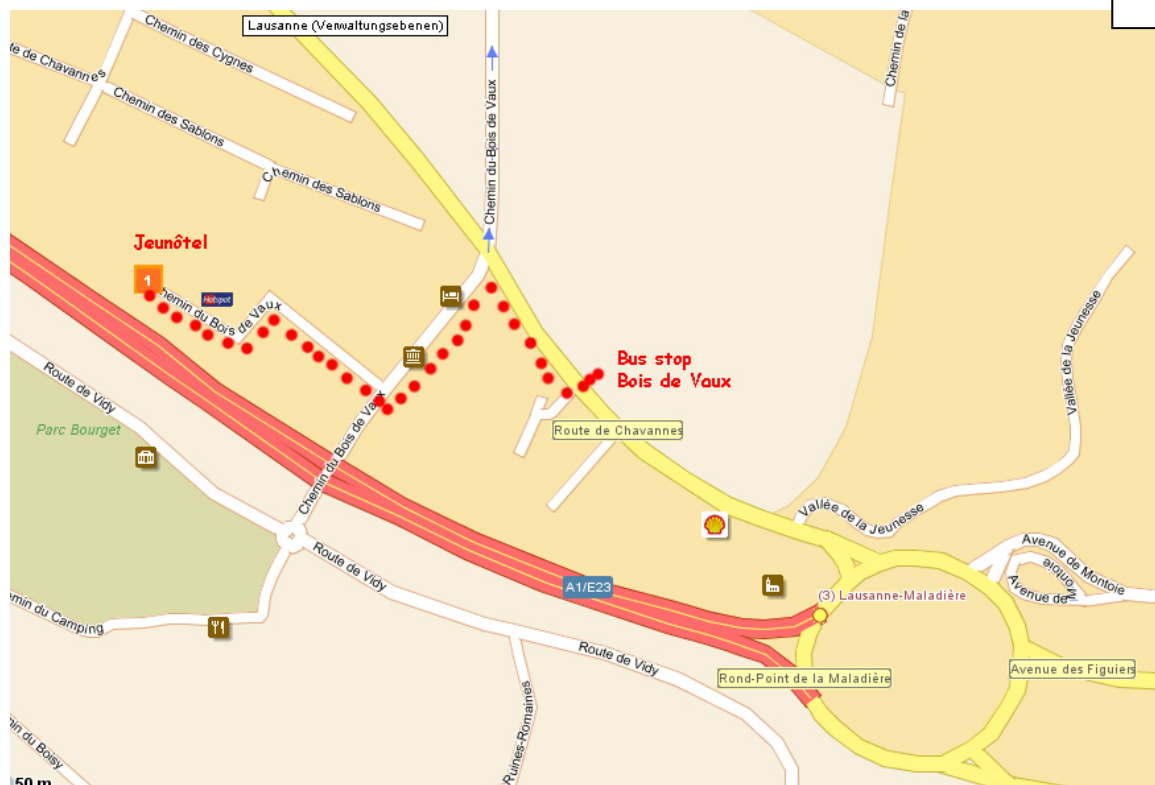 Lausanne (Verwaltungsebenen)
Chemin des Cygnes
te de Chavannes
Chemin des Sablons
Chemin des Sablons
Chemin de la
Chemin du Bois de Vaux
Jeunôtel
1
Hotspot
Chemin du Bois de Vaux
Bus stop
Bois de Vaux
Route de Vidy
Parc Bourget
Chemin du Bois de Vaux
Route de Chavannes
Vallée de la Jeunesse
Vallée de la Jeunesse
Route de Vidy
A1/E23
Avenue de Montoie
Avenue de Montoie
(3) Lausanne-Maladière
Chemin du Camping
Route de Vidy
Rond-Point de la Maladière
Avenue des Figuiers
Ruines-Romaines
in du Boisy
50 m